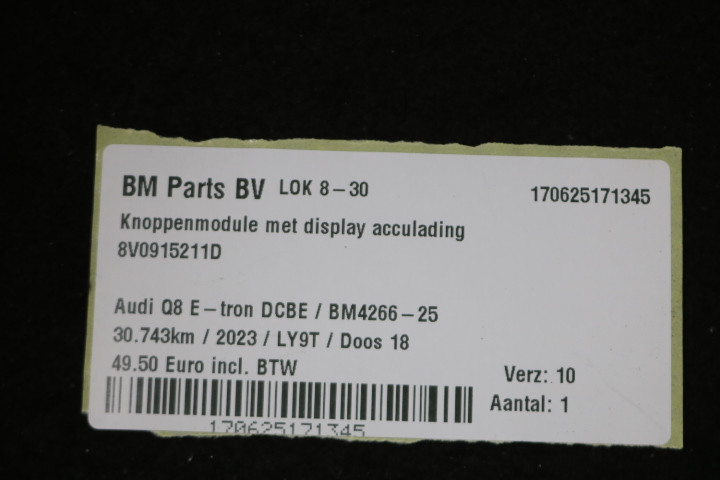 BM Parts BV LOK 8-30 170625171345
Knoppenmodule met display acculading
8V0915211D
Audi Q8 E-tron DCBE / BM4266-25
30.743km / 2023 / LY9T / Doos 18
49.50 Euro incl. BTW
Verz: 10
Aantal: 1
170625171345